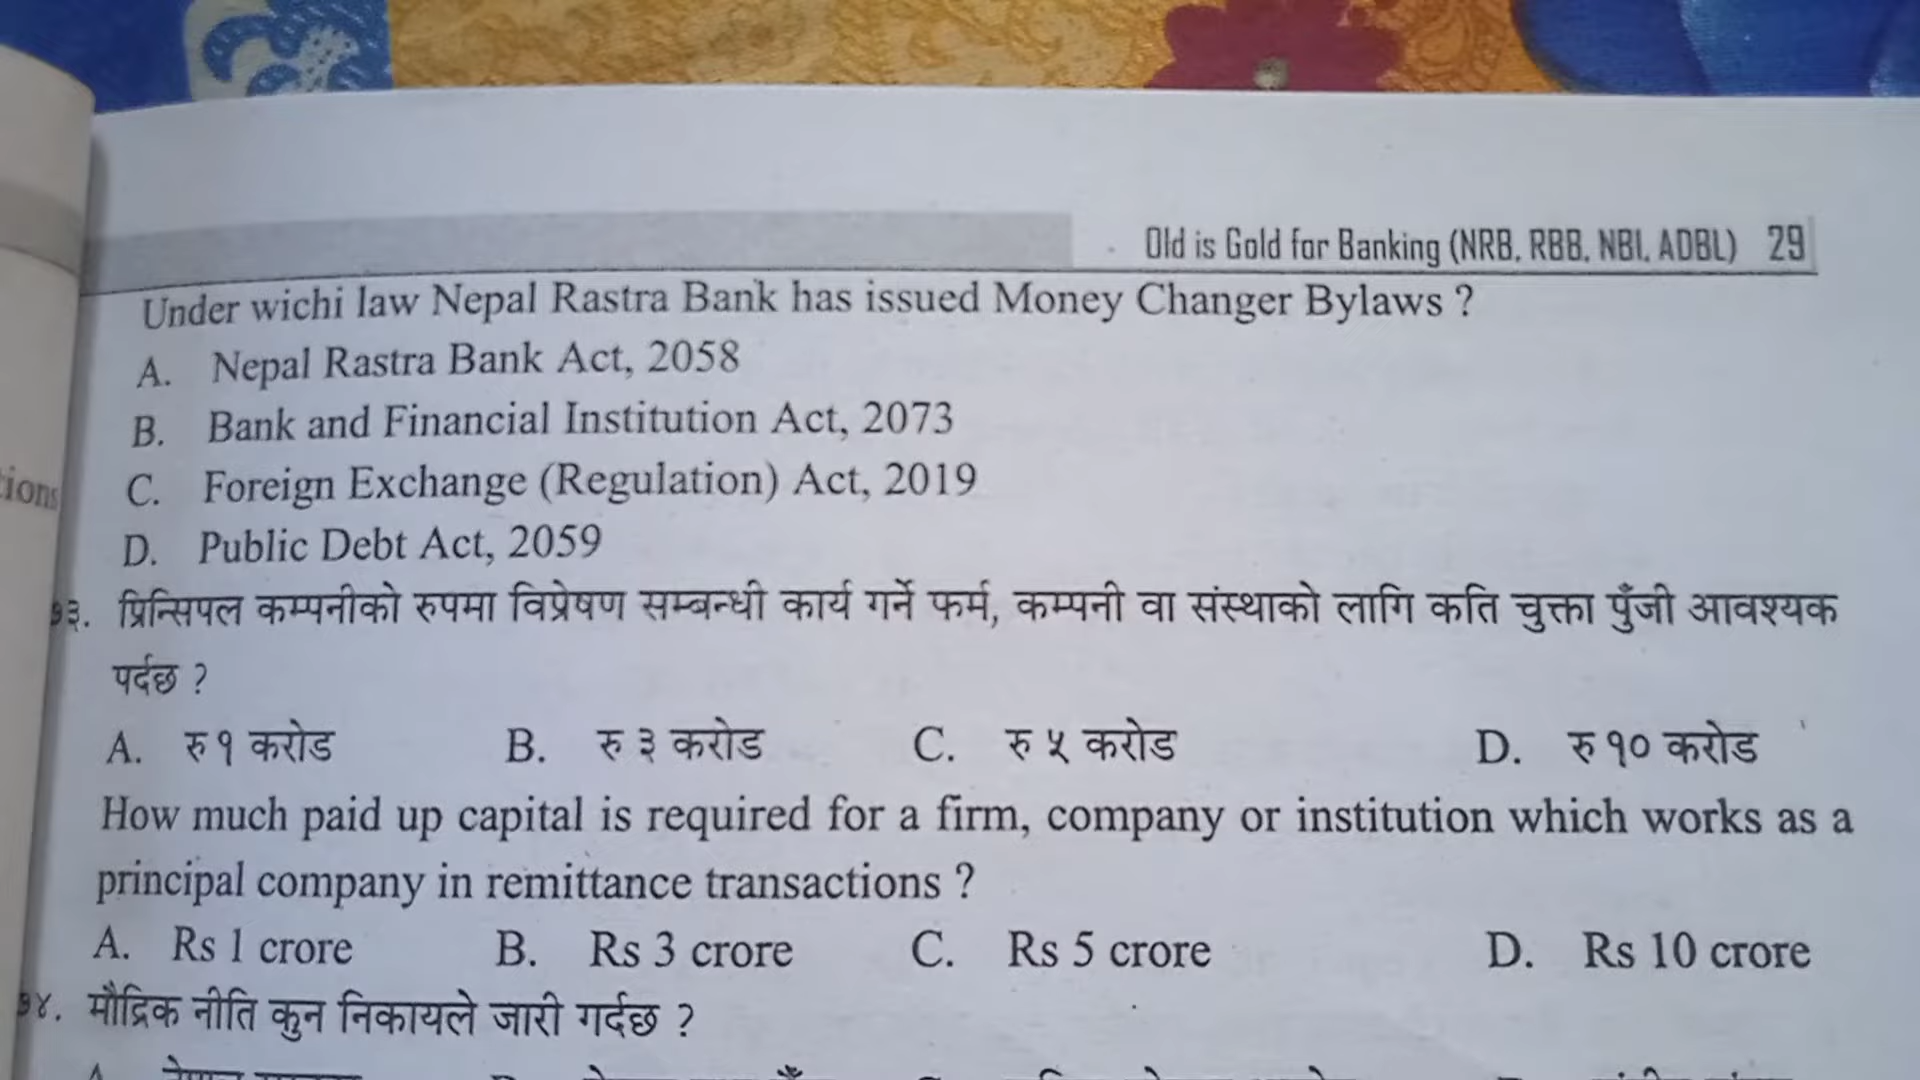 Old is Gold for Banking (NRB, RBB, NBL, ADBL) 29
Under wichi law Nepal Rastra Bank has issued Money Changer Bylaws ?
A. Nepal Rastra Bank Act, 2058
B. Bank and Financial Institution Act, 2073
C. Foreign Exchange (Regulation) Act, 2019
D. Public Debt Act, 2059
tions
३. प्रिन्सिपल कम्पनीको रुपमा विप्रेषण सम्बन्धी कार्य गर्ने फर्म, कम्पनी वा संस्थाको लागि कति चुक्ता पुँजी आवश्यक
पर्दछ ?
A. रु १ करोड B. रु ३ करोड C. रु ५ करोड D. रु १० करोड
How much paid up capital is required for a firm, company or institution which works as a
principal company in remittance transactions ?
A. Rs 1 crore B. Rs 3 crore C. Rs 5 crore D. Rs 10 crore
४. मौद्रिक नीति कुन निकायले जारी गर्दछ ?